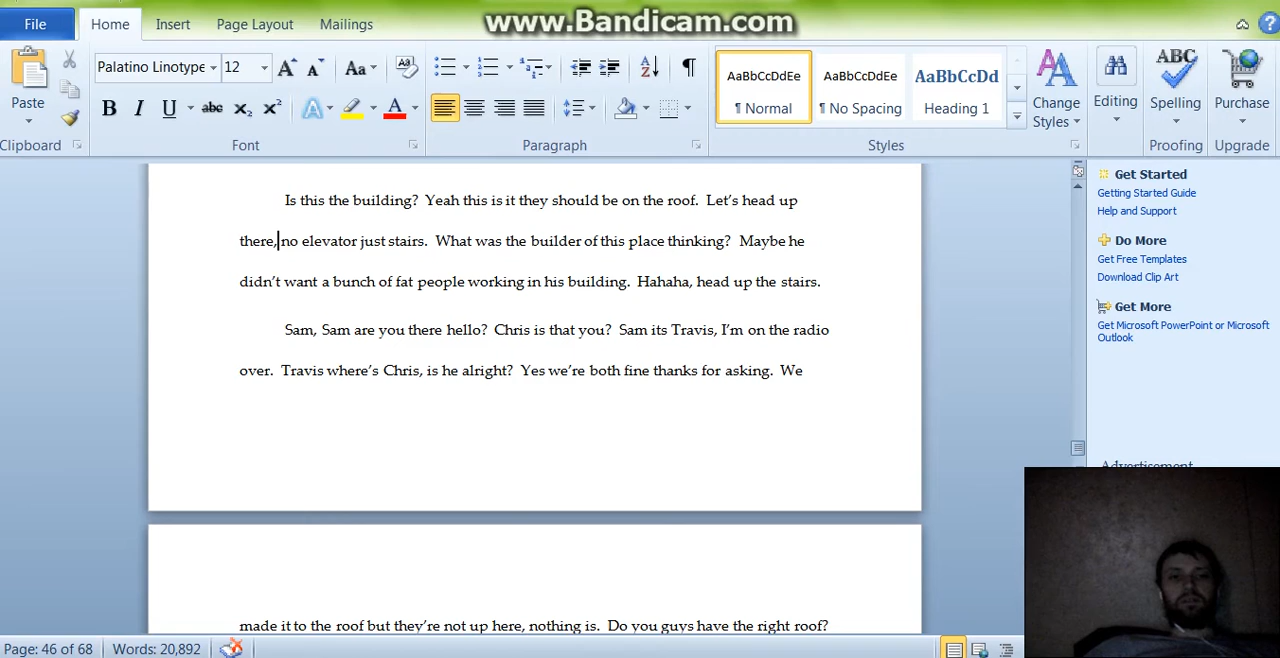 www.Bandicam.com
File Home Insert Page Layout Mailings
Palatino Linotype 12
Aa
AaBbCcDdEe AaBbCcDdEe AaBbCcDd
Paste
B I U abc X₂ X² A A
¶ Normal ¶ No Spacing Heading 1
Change Styles
Editing
ABC
Spelling
Purchase
Clipboard Font Paragraph Styles Proofing Upgrade
Is this the building?  Yeah this is it they should be on the roof.  Let’s head up
there, no elevator just stairs.  What was the builder of this place thinking?  Maybe he
didn’t want a bunch of fat people working in his building.  Hahaha, head up the stairs.
Sam, Sam are you there hello?  Chris is that you?  Sam its Travis, I’m on the radio
over.  Travis where’s Chris, is he alright?  Yes we’re both fine thanks for asking.  We
made it to the roof but they’re not up here, nothing is.  Do you guys have the right roof?
Get Started
Getting Started Guide
Help and Support
Do More
Get Free Templates
Download Clip Art
Get More
Get Microsoft PowerPoint or Microsoft
Outlook
Advertisement
Page: 46 of 68 Words: 20,892